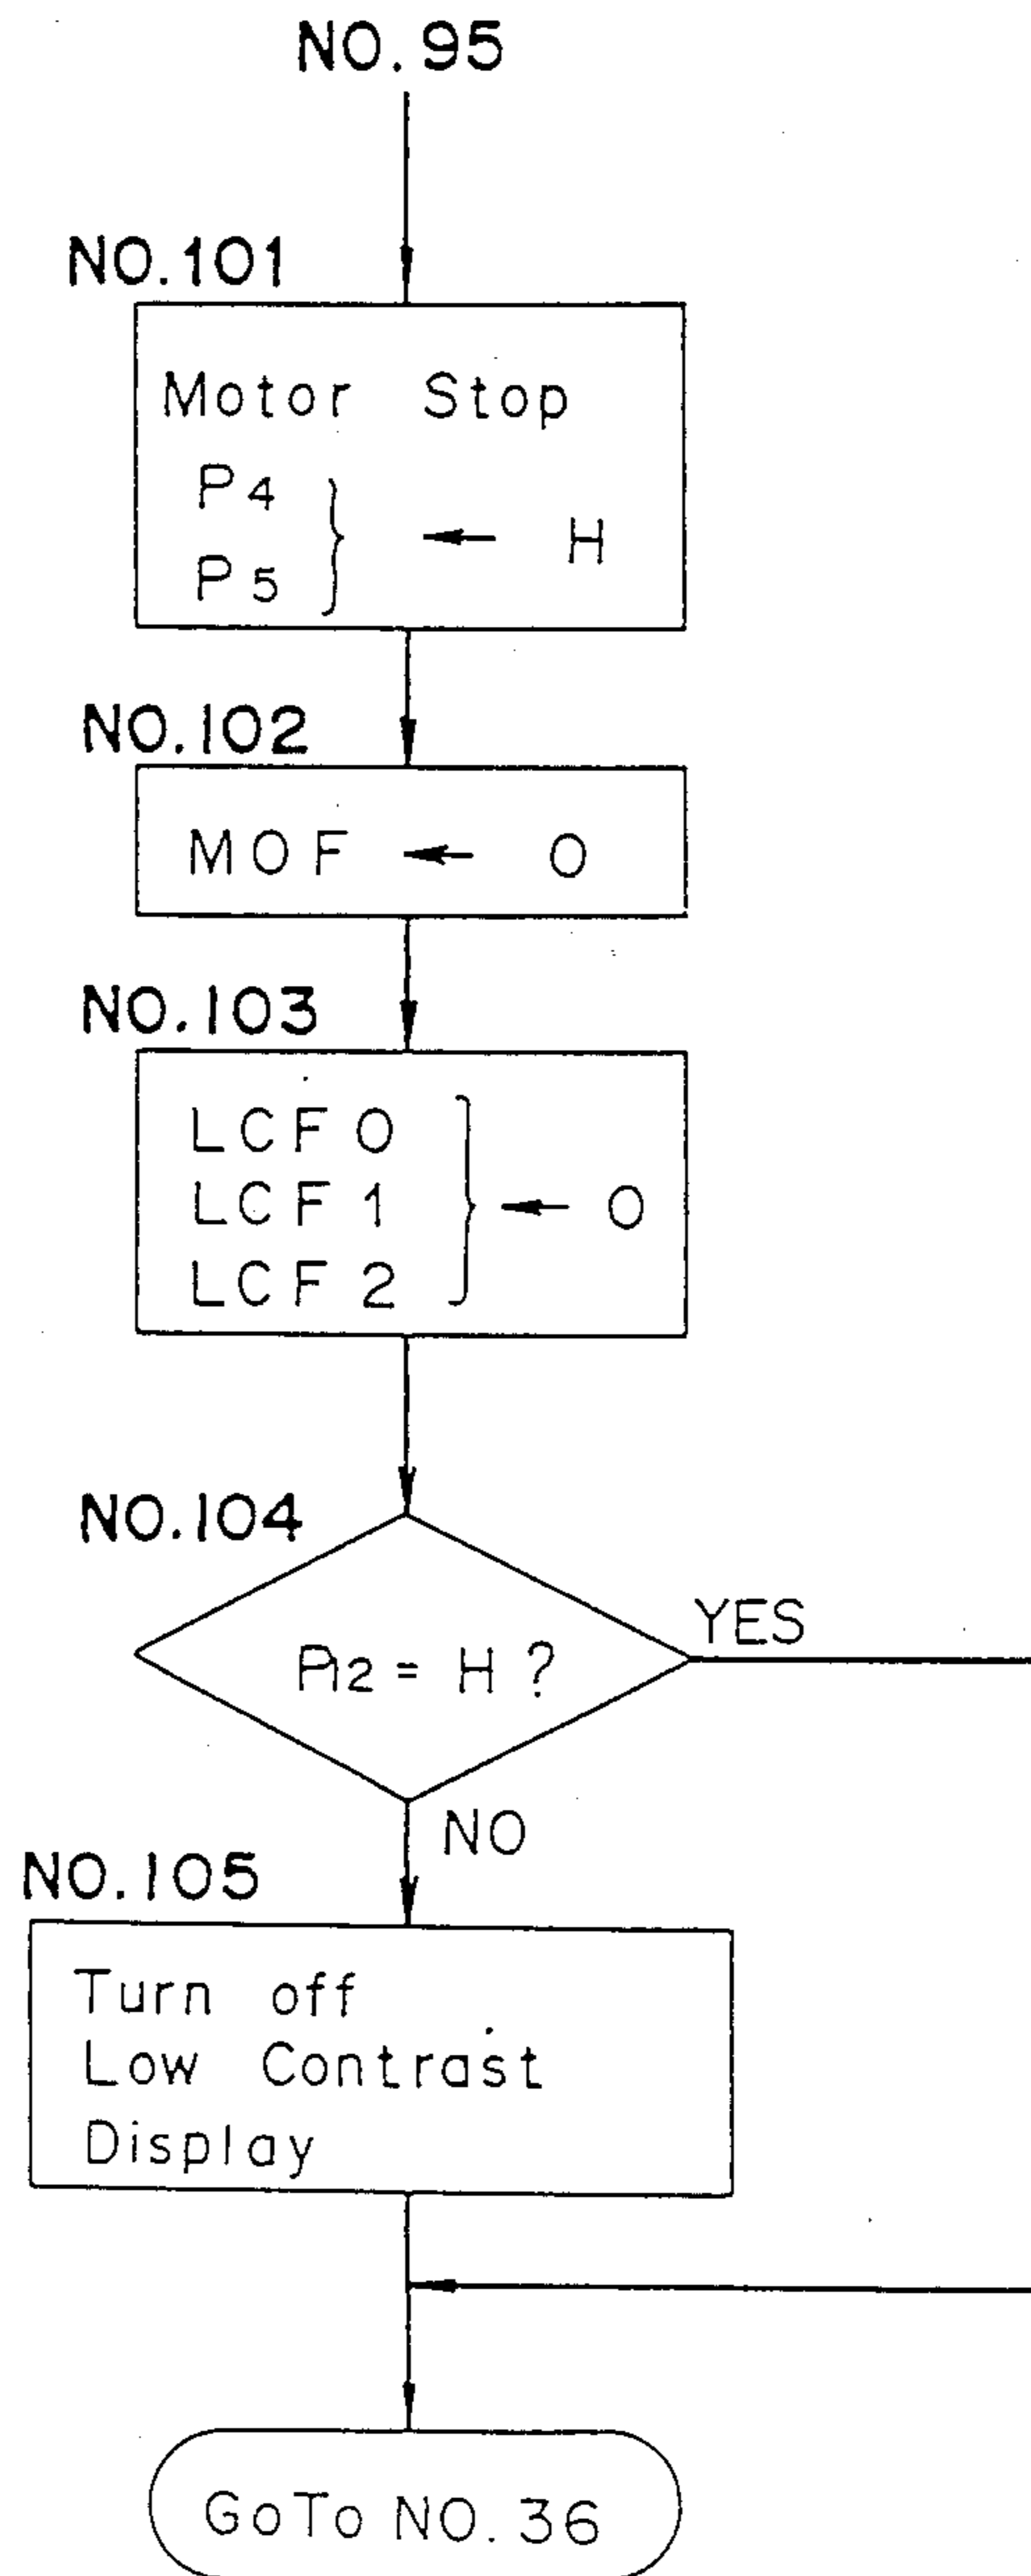 NO. 95
NO. 101
Motor Stop
P4
P5
} ← H
NO. 102
MOF ← 0
NO. 103
LCF 0
LCF 1
LCF 2
} ← 0
NO. 104
P12 = H ?
YES
NO
NO. 105
Turn off
Low Contrast
Display
GoTo NO. 36